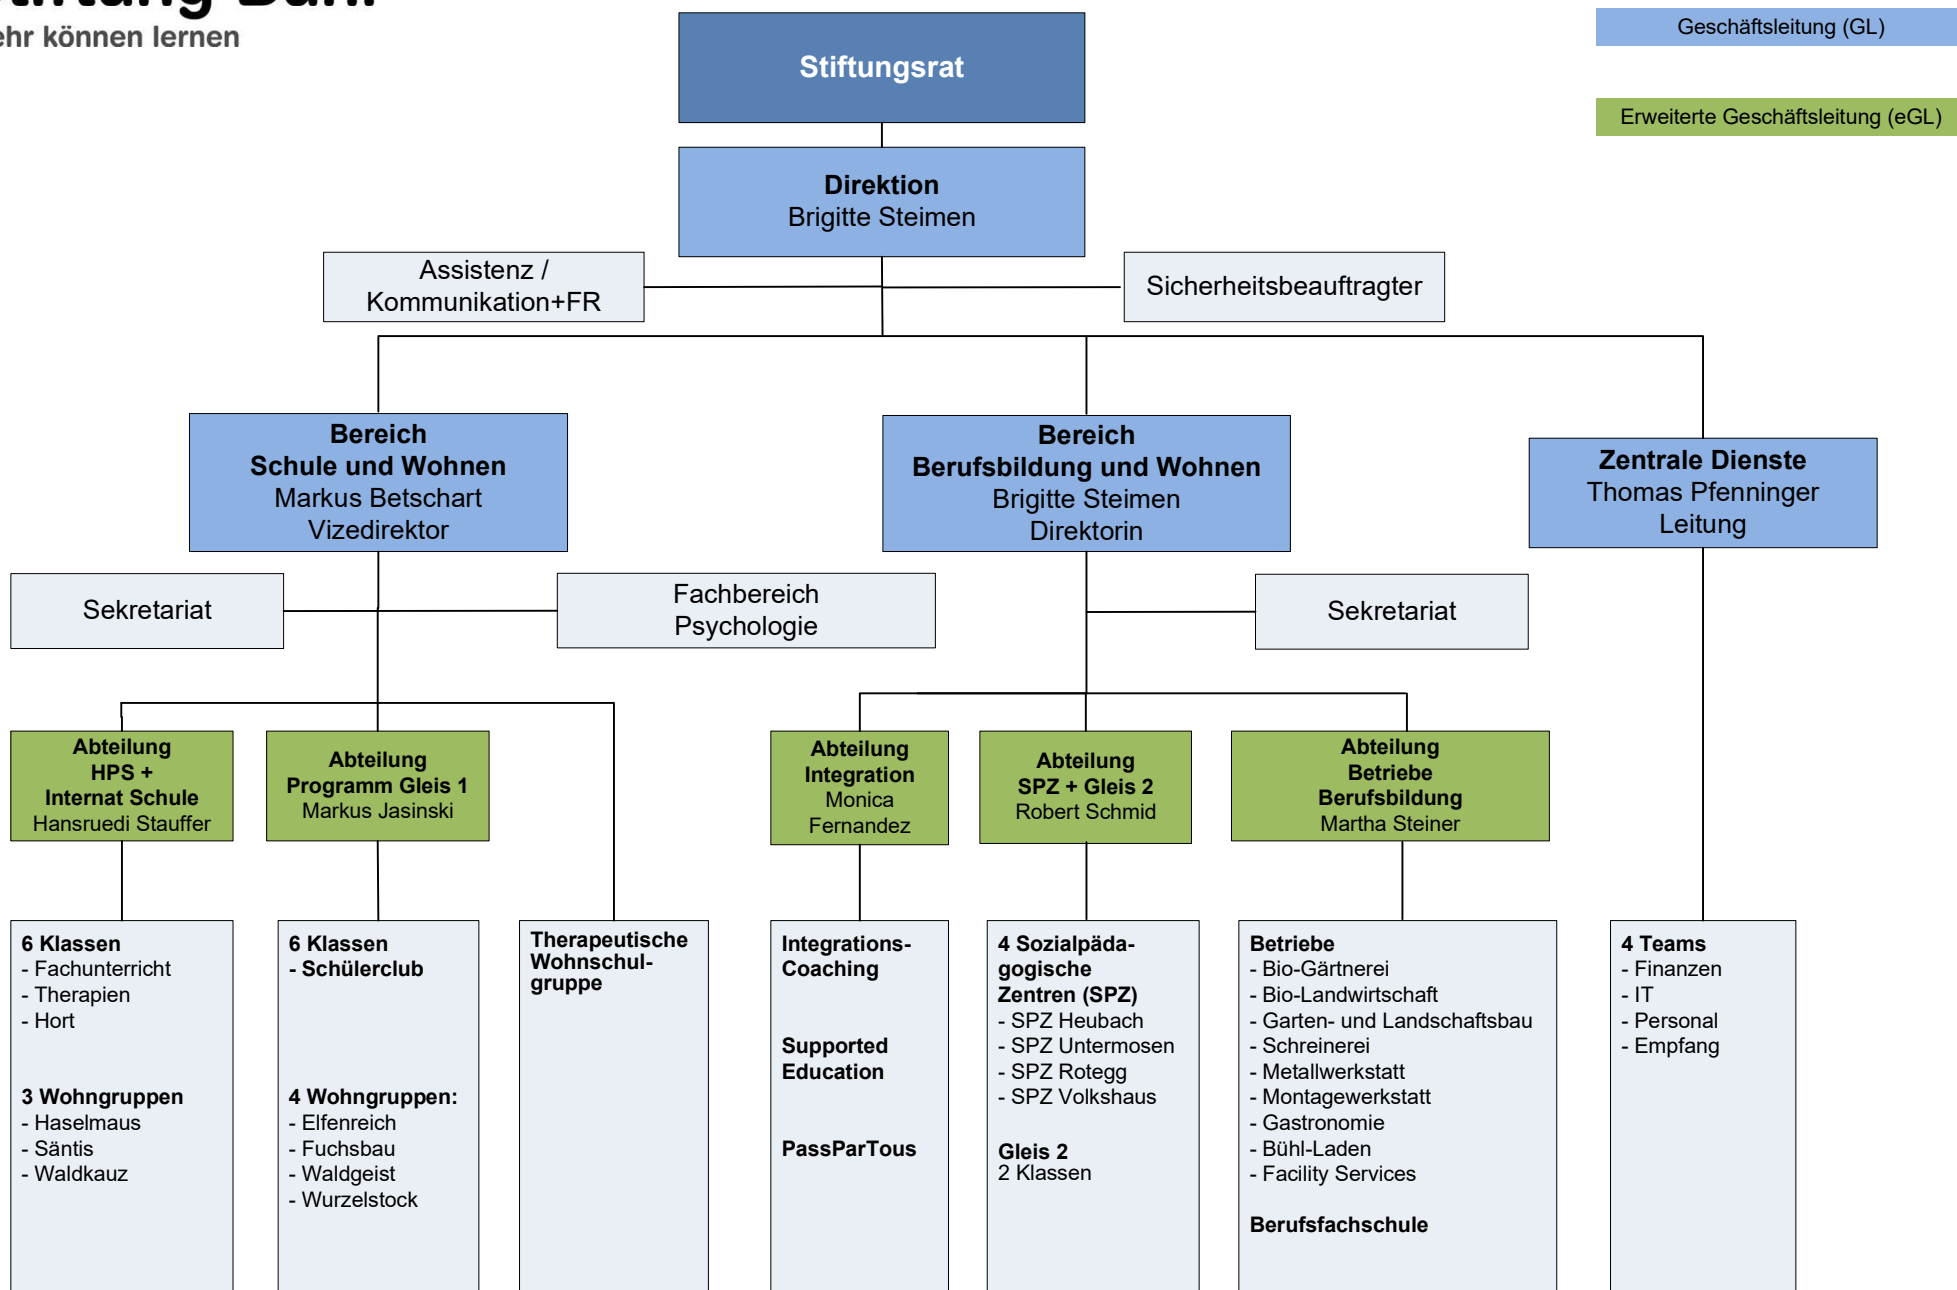 ehr können lernen
Geschäftsleitung (GL)
Erweiterte Geschäftsleitung (eGL)
Stiftungsrat
Direktion
Brigitte Steimen
Assistenz /
Kommunikation+FR
Sicherheitsbeauftragter
Bereich
Schule und Wohnen
Markus Betschart
Vizedirektor
Bereich
Berufsbildung und Wohnen
Brigitte Steimen
Direktorin
Zentrale Dienste
Thomas Pfenninger
Leitung
Sekretariat
Fachbereich
Psychologie
Sekretariat
Abteilung
HPS +
Internat Schule
Hansruedi Stauffer
Abteilung
Programm Gleis 1
Markus Jasinski
Abteilung
Integration
Monica
Fernandez
Abteilung
SPZ + Gleis 2
Robert Schmid
Abteilung
Betriebe
Berufsbildung
Martha Steiner
6 Klassen
- Fachunterricht
- Therapien
- Hort
3 Wohngruppen
- Haselmaus
- Säntis
- Waldkauz
6 Klassen
- Schülerclub
4 Wohngruppen:
- Elfenreich
- Fuchsbau
- Waldgeist
- Wurzelstock
Therapeutische
Wohnschul-
gruppe
Integrations-
Coaching
Supported
Education
PassParTous
4 Sozialpäda-
gogische
Zentren (SPZ)
- SPZ Heubach
- SPZ Untermosen
- SPZ Rotegg
- SPZ Volkshaus
Gleis 2
2 Klassen
Betriebe
- Bio-Gärtnerei
- Bio-Landwirtschaft
- Garten- und Landschaftsbau
- Schreinerei
- Metallwerkstatt
- Montagewerkstatt
- Gastronomie
- Bühl-Laden
- Facility Services
Berufsfachschule
4 Teams
- Finanzen
- IT
- Personal
- Empfang